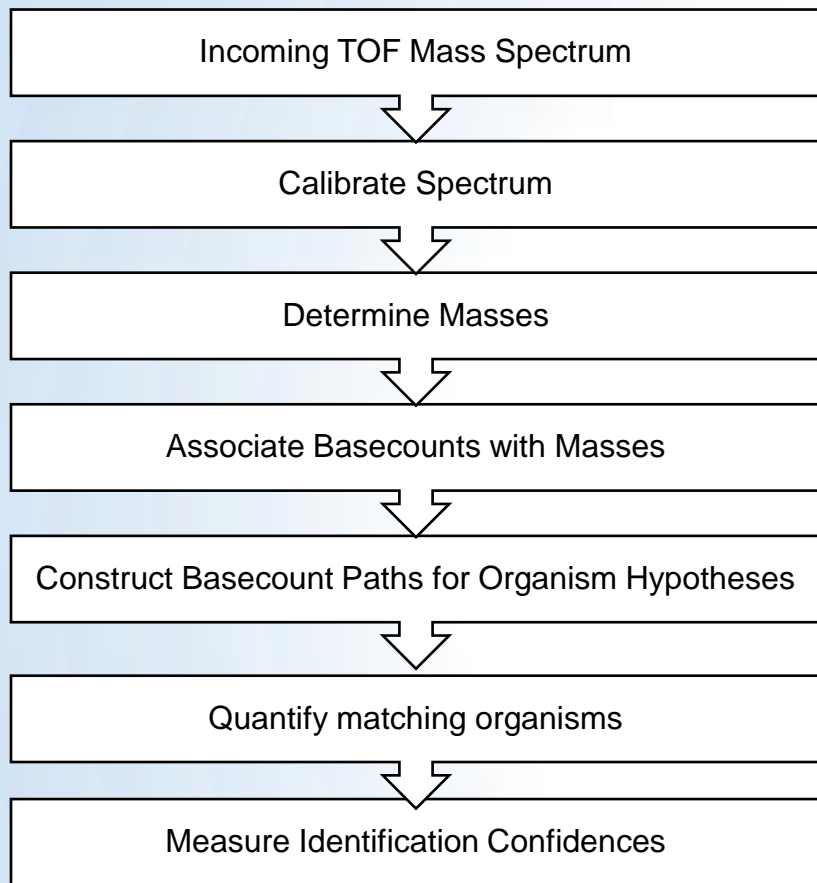 Incoming TOF Mass Spectrum
Calibrate Spectrum
Determine Masses
Associate Basecounts with Masses
Construct Basecount Paths for Organism Hypotheses
Quantify matching organisms
Measure Identification Confidences